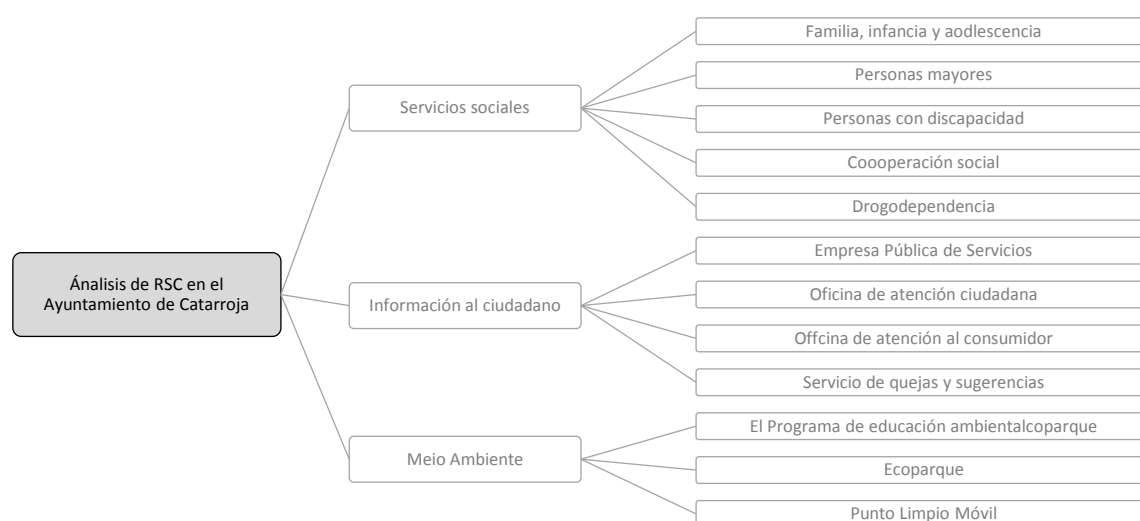 Ánalisis de RSC en el
Ayuntamiento de Catarroja
Servicios sociales
Familia, infancia y aodlescencia
Personas mayores
Personas con discapacidad
Coooperación social
Drogodependencia
Información al ciudadano
Empresa Pública de Servicios
Oficina de atención ciudadana
Offcina de atención al consumidor
Servicio de quejas y sugerencias
Meio Ambiente
El Programa de educación ambientalcoparque
Ecoparque
Punto Limpio Móvil